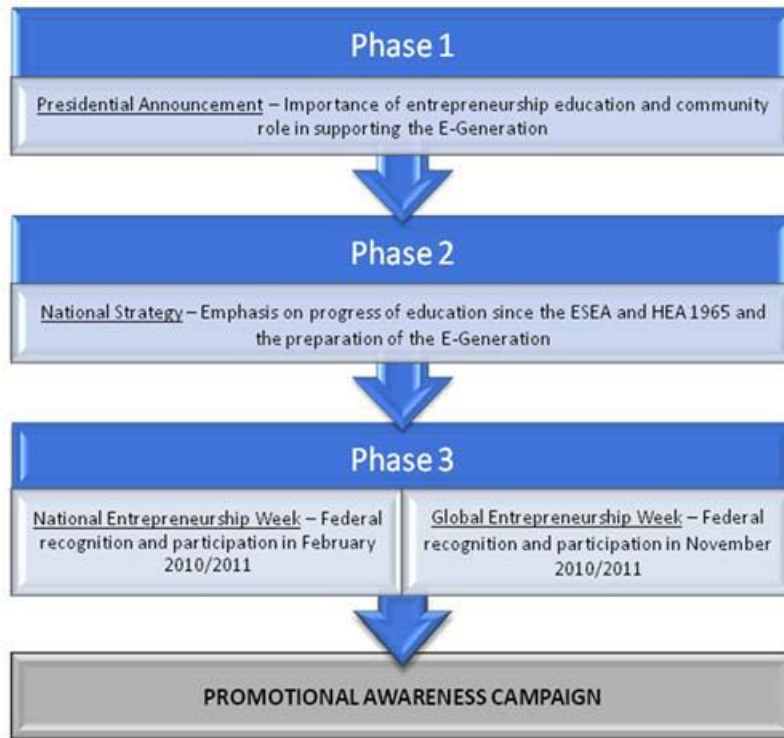 Phase 1
Presidential Announcement – Importance of entrepreneurship education and community
role in supporting the E-Generation
Phase 2
National Strategy – Emphasis on progress of education since the ESEA and HEA 1965 and
the preparation of the E-Generation
Phase 3
National Entrepreneurship Week – Federal
recognition and participation in February
2010/2011
Global Entrepreneurship Week – Federal
recognition and participation in November
2010/2011
PROMOTIONAL AWARENESS CAMPAIGN